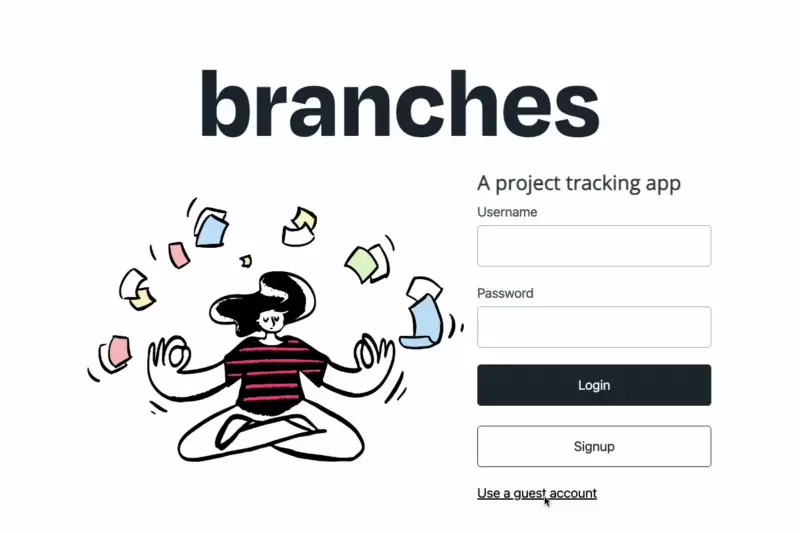 branches
A project tracking app
Username
Password
Login
Signup
Use a guest account